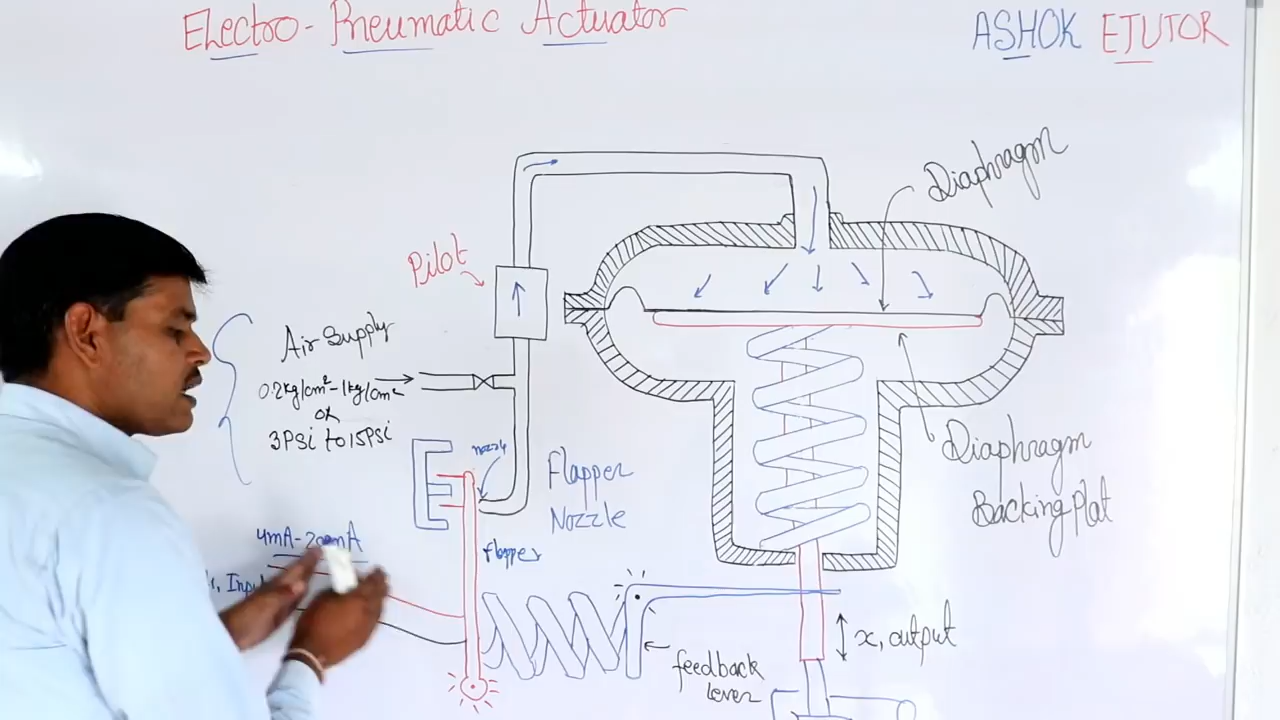 Electro-Pneumatic Actuator
ASHOK EJUTOR
Diaphragm
Pilot
Air Supply
0.2kg/cm²-1kg/cm²
or
3PSi to 15PSi
nozzle
Flapper
Nozzle
Diaphragm
Backing Plat
4mA-20mA
flapper
x, output
feedback
lever